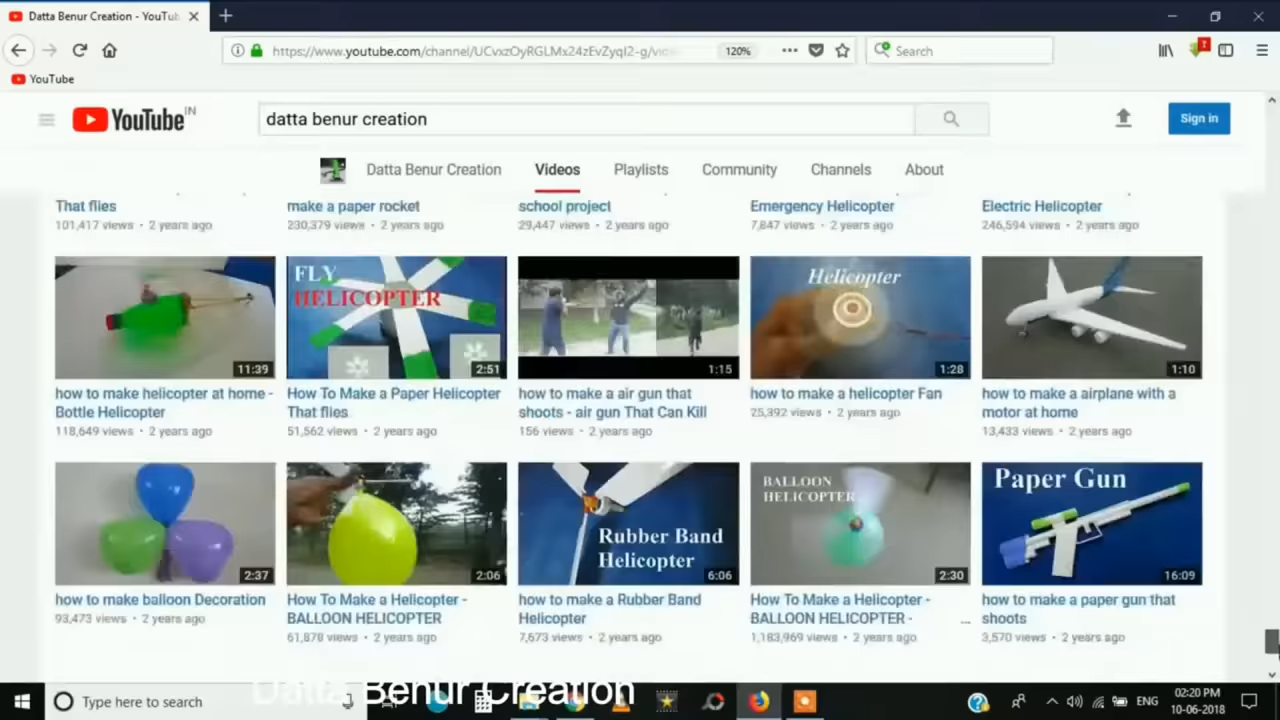 Datta Benur Creation - YouTub
https://www.youtube.com/channel/UCvxzOyRGLMx24zEvZyqI2-g/vide
120%
Search
YouTube
YouTube IN
datta benur creation
Sign in
Datta Benur Creation
Videos
Playlists
Community
Channels
About
That flies
101,417 views • 2 years ago
make a paper rocket
230,379 views • 2 years ago
school project
29,447 views • 2 years ago
Emergency Helicopter
7,847 views • 2 years ago
Electric Helicopter
246,594 views • 2 years ago
11:39
how to make helicopter at home -
Bottle Helicopter
118,649 views • 2 years ago
FLY
HELICOPTER
2:51
How To Make a Paper Helicopter
That flies
51,562 views • 2 years ago
1:15
how to make a air gun that
shoots - air gun That Can Kill
156 views • 2 years ago
Helicopter
1:28
how to make a helicopter Fan
25,392 views • 2 years ago
1:10
how to make a airplane with a
motor at home
13,433 views • 2 years ago
2:37
how to make balloon Decoration
93,473 views • 2 years ago
2:06
How To Make a Helicopter -
BALLOON HELICOPTER
61,878 views • 2 years ago
Rubber Band
Helicopter
6:06
how to make a Rubber Band
Helicopter
7,673 views • 2 years ago
BALLOON
HELICOPTER
2:30
How To Make a Helicopter -
BALLOON HELICOPTER - ...
1,183,969 views • 2 years ago
Paper Gun
16:09
how to make a paper gun that
shoots
3,570 views • 2 years ago
Type here to search
Datta Benur Creation
ENG
02:20 PM
10-06-2018